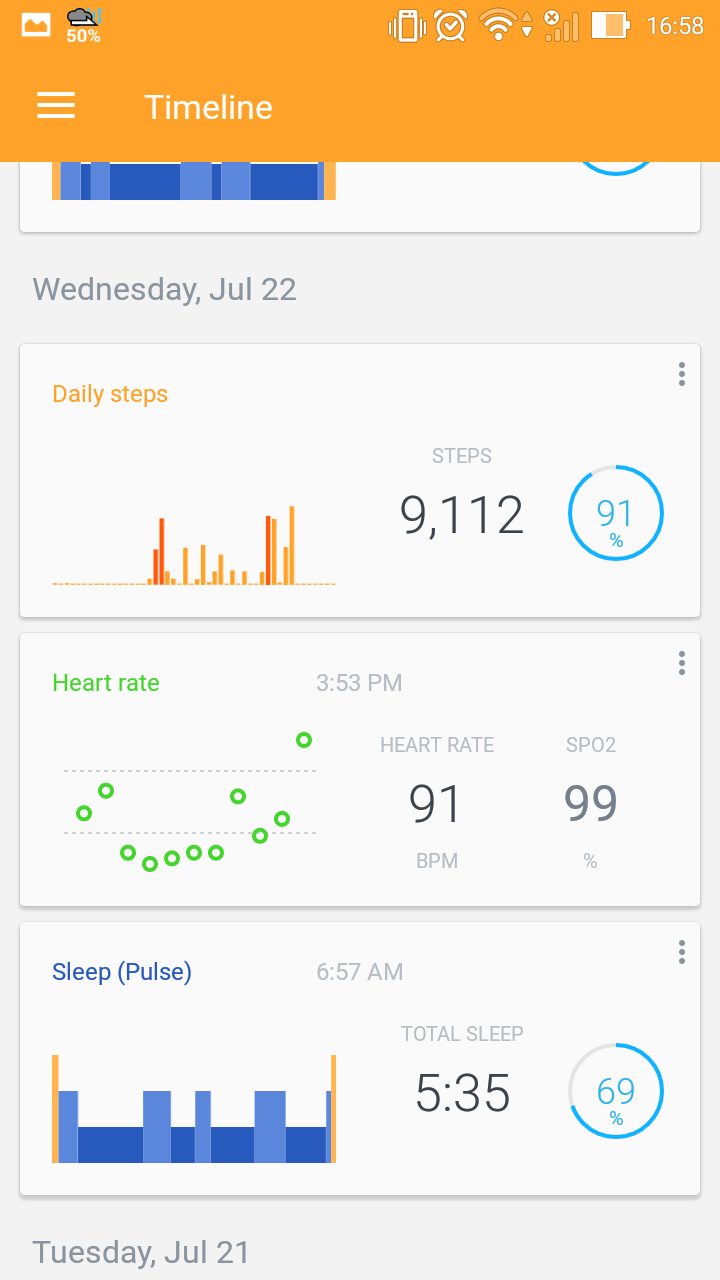 50%
16:58
Timeline
Wednesday, Jul 22
Daily steps
STEPS
9,112
91
%
Heart rate 3:53 PM
HEART RATE SPO2
91 99
BPM %
Sleep (Pulse) 6:57 AM
TOTAL SLEEP
5:35
69
%
Tuesday, Jul 21